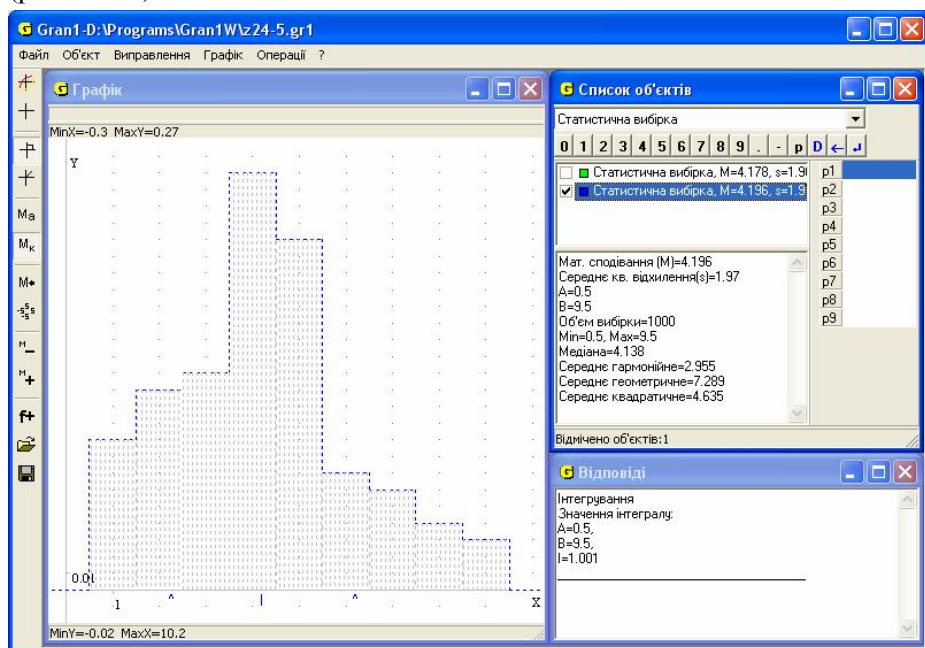 Gran1-D:\Programs\Gran1W\z24-5.gr1
Файл Об'єкт Виправлення Графік Операції ?
Графік
MinX=-0.3 MaxY=0.27
Y
0.01
1
X
MinY=-0.02 MaxX=10.2
Ма
Мк
М
s
М
М
f+
Список об'єктів
Статистична вибірка
0 1 2 3 4 5 6 7 8 9 . - p D
Статистична вибірка, M=4.178, s=1.9
Статистична вибірка, M=4.196, s=1.9
p1
p2
p3
p4
p5
p6
p7
p8
p9
Мат. сподівання (M)=4.196
Середнє кв. відхилення(s)=1.97
A=0.5
B=9.5
Об'єм вибірки=1000
Min=0.5, Max=9.5
Медіана=4.138
Середнє гармонійне=2.955
Середнє геометричне=7.289
Середнє квадратичне=4.635
Відмічено об'єктів:1
Відповіді
Інтегрування
Значення інтегралу:
A=0.5,
B=9.5,
I=1.001